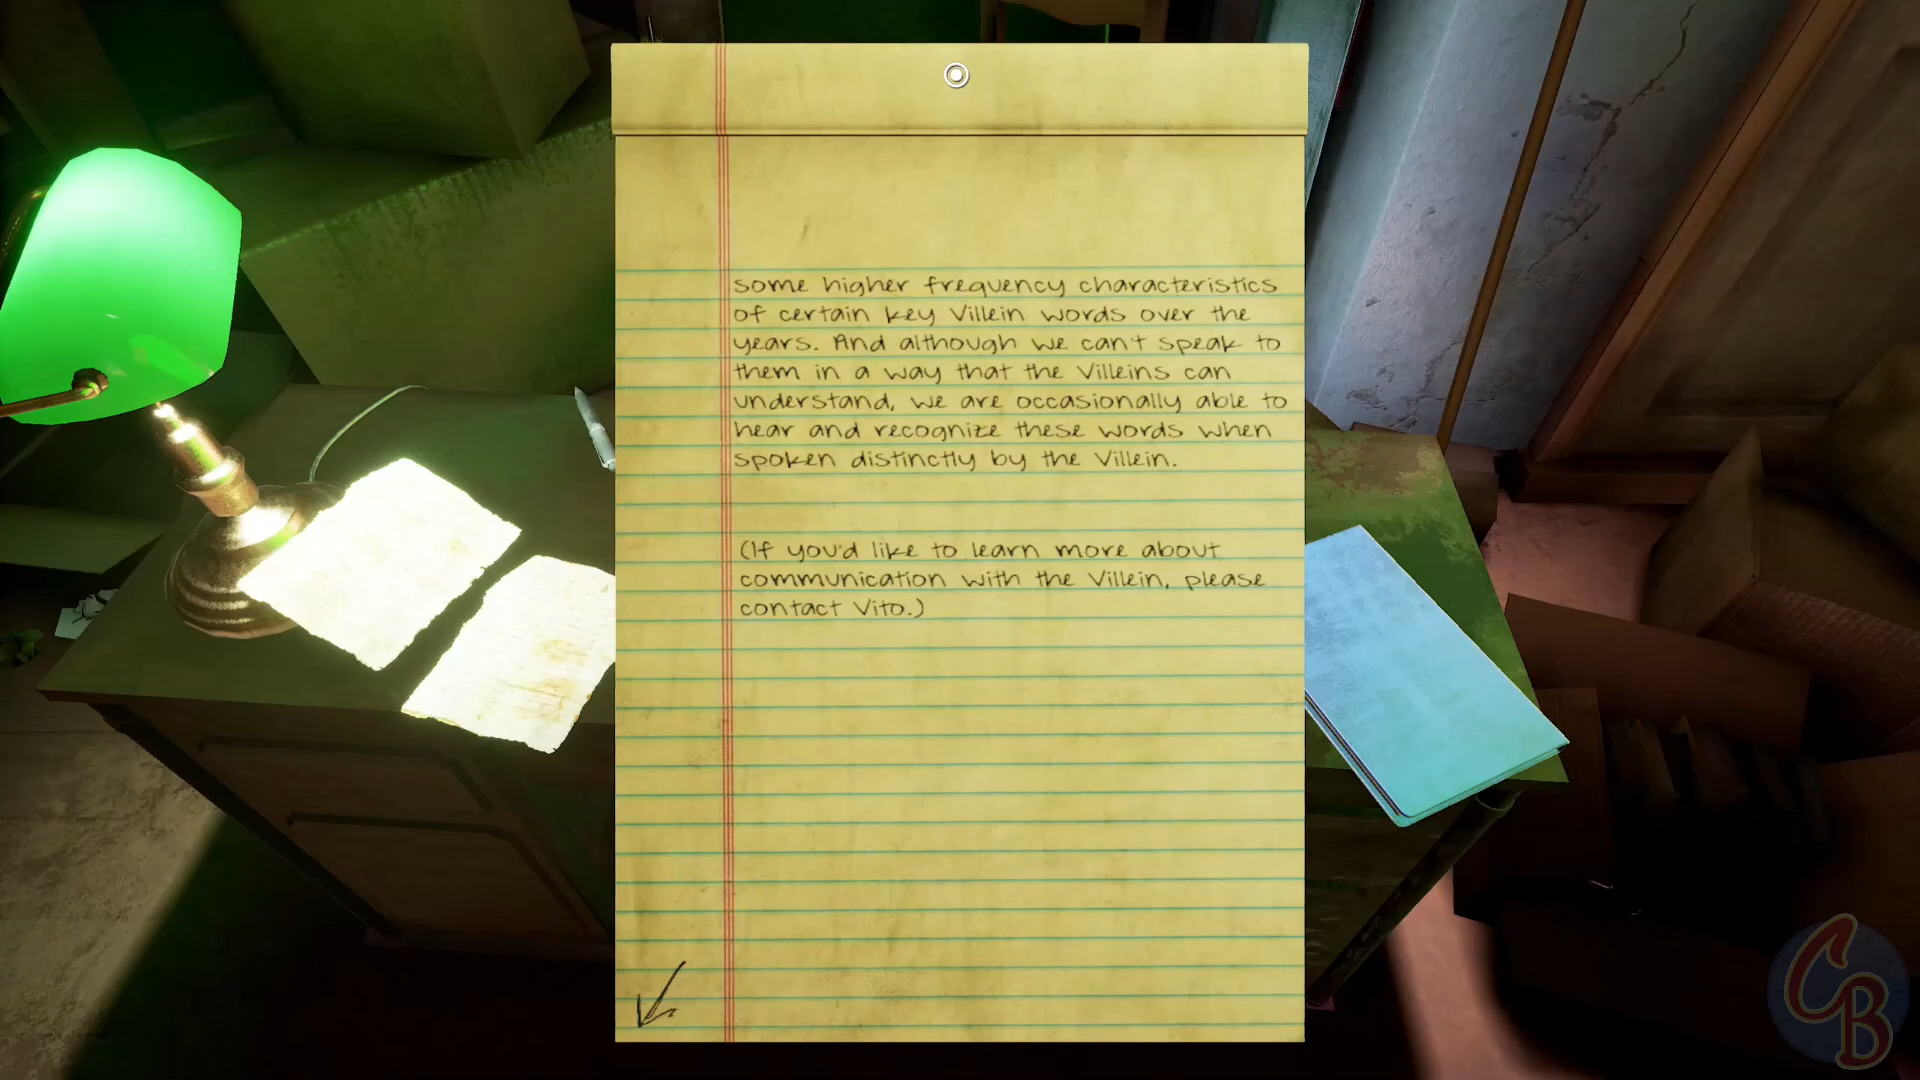 some higher frequency characteristics
of certain key Villein words over the
years. And although we can't speak to
them in a way that the Villeins can
understand, we are occasionally able to
hear and recognize these words when
spoken distinctly by the Villein.
(If you'd like to learn more about
communication with the Villein, please
contact Vito.)
CB